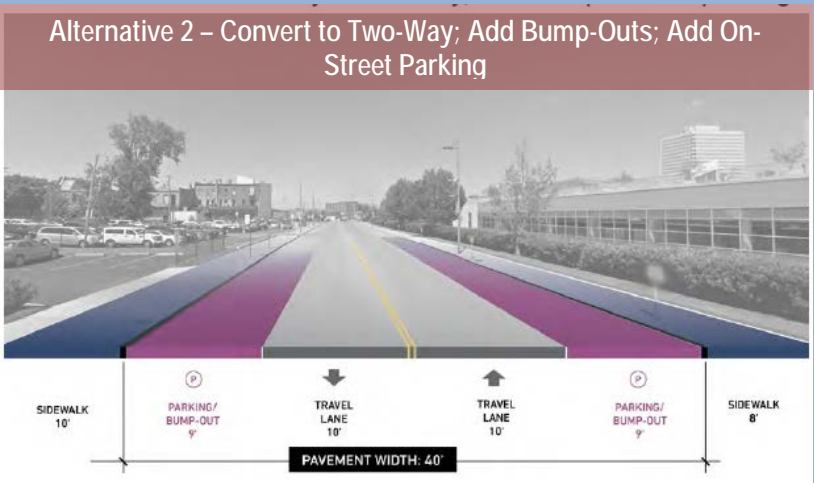 Alternative 2 – Convert to Two-Way; Add Bump-Outs; Add On-
Street Parking
P
P
SIDEWALK
10'
PARKING/
BUMP-OUT
9'
TRAVEL
LANE
10'
TRAVEL
LANE
10'
PARKING/
BUMP-OUT
9'
SIDEWALK
8'
PAVEMENT WIDTH: 40'